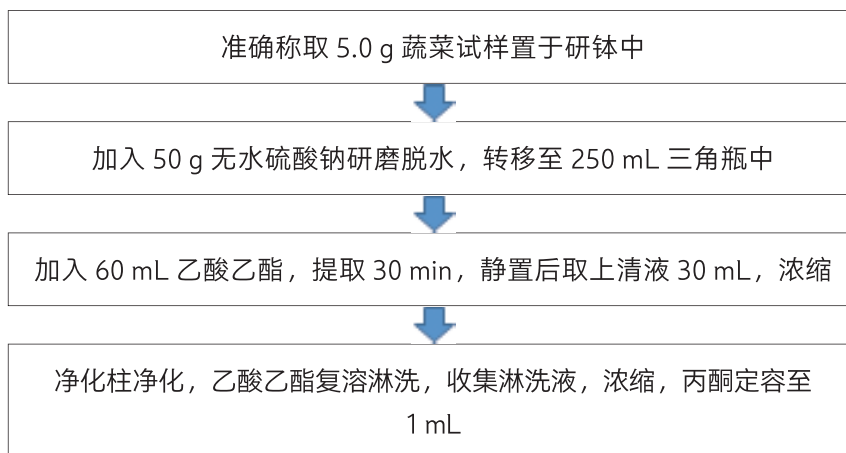 准确称取 5.0 g 蔬菜试样置于研钵中
加入 50 g 无水硫酸钠研磨脱水，转移至 250 mL 三角瓶中
加入 60 mL 乙酸乙酯，提取 30 min，静置后取上清液 30 mL，浓缩
净化柱净化，乙酸乙酯复溶淋洗，收集淋洗液，浓缩，丙酮定容至
1 mL